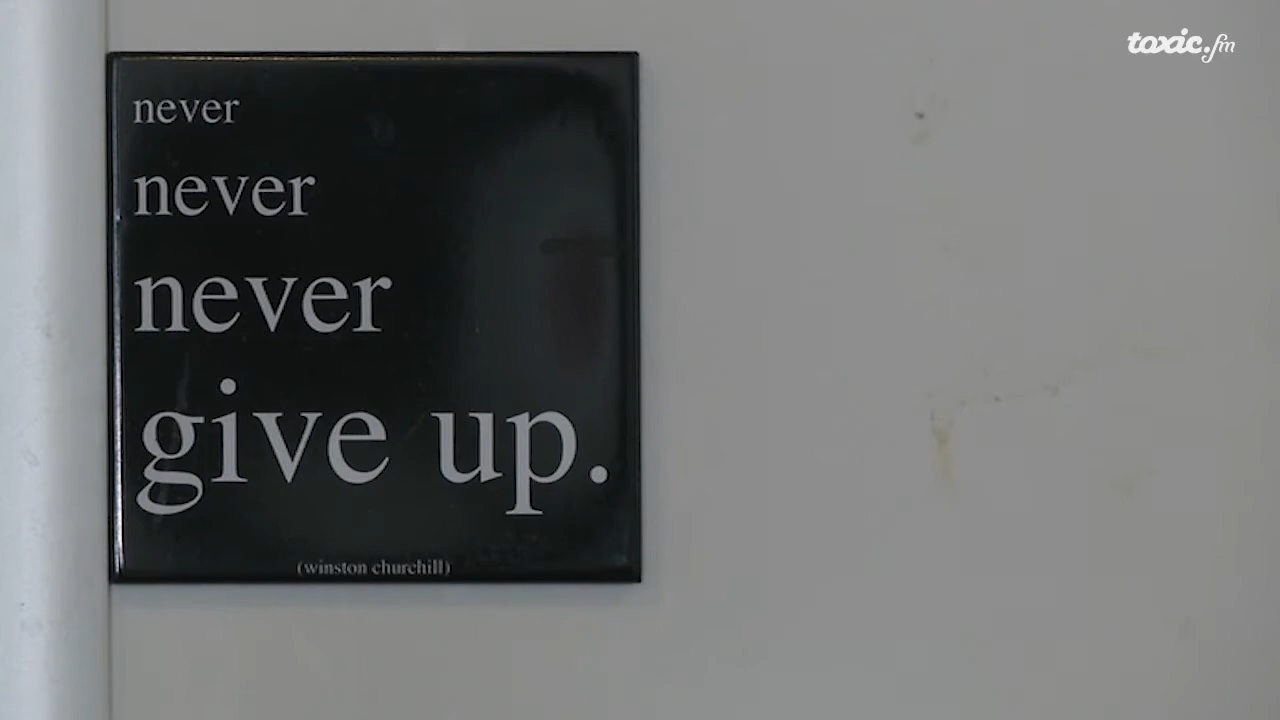 toxic.fm
never
never
never
give up.
(winston churchill)